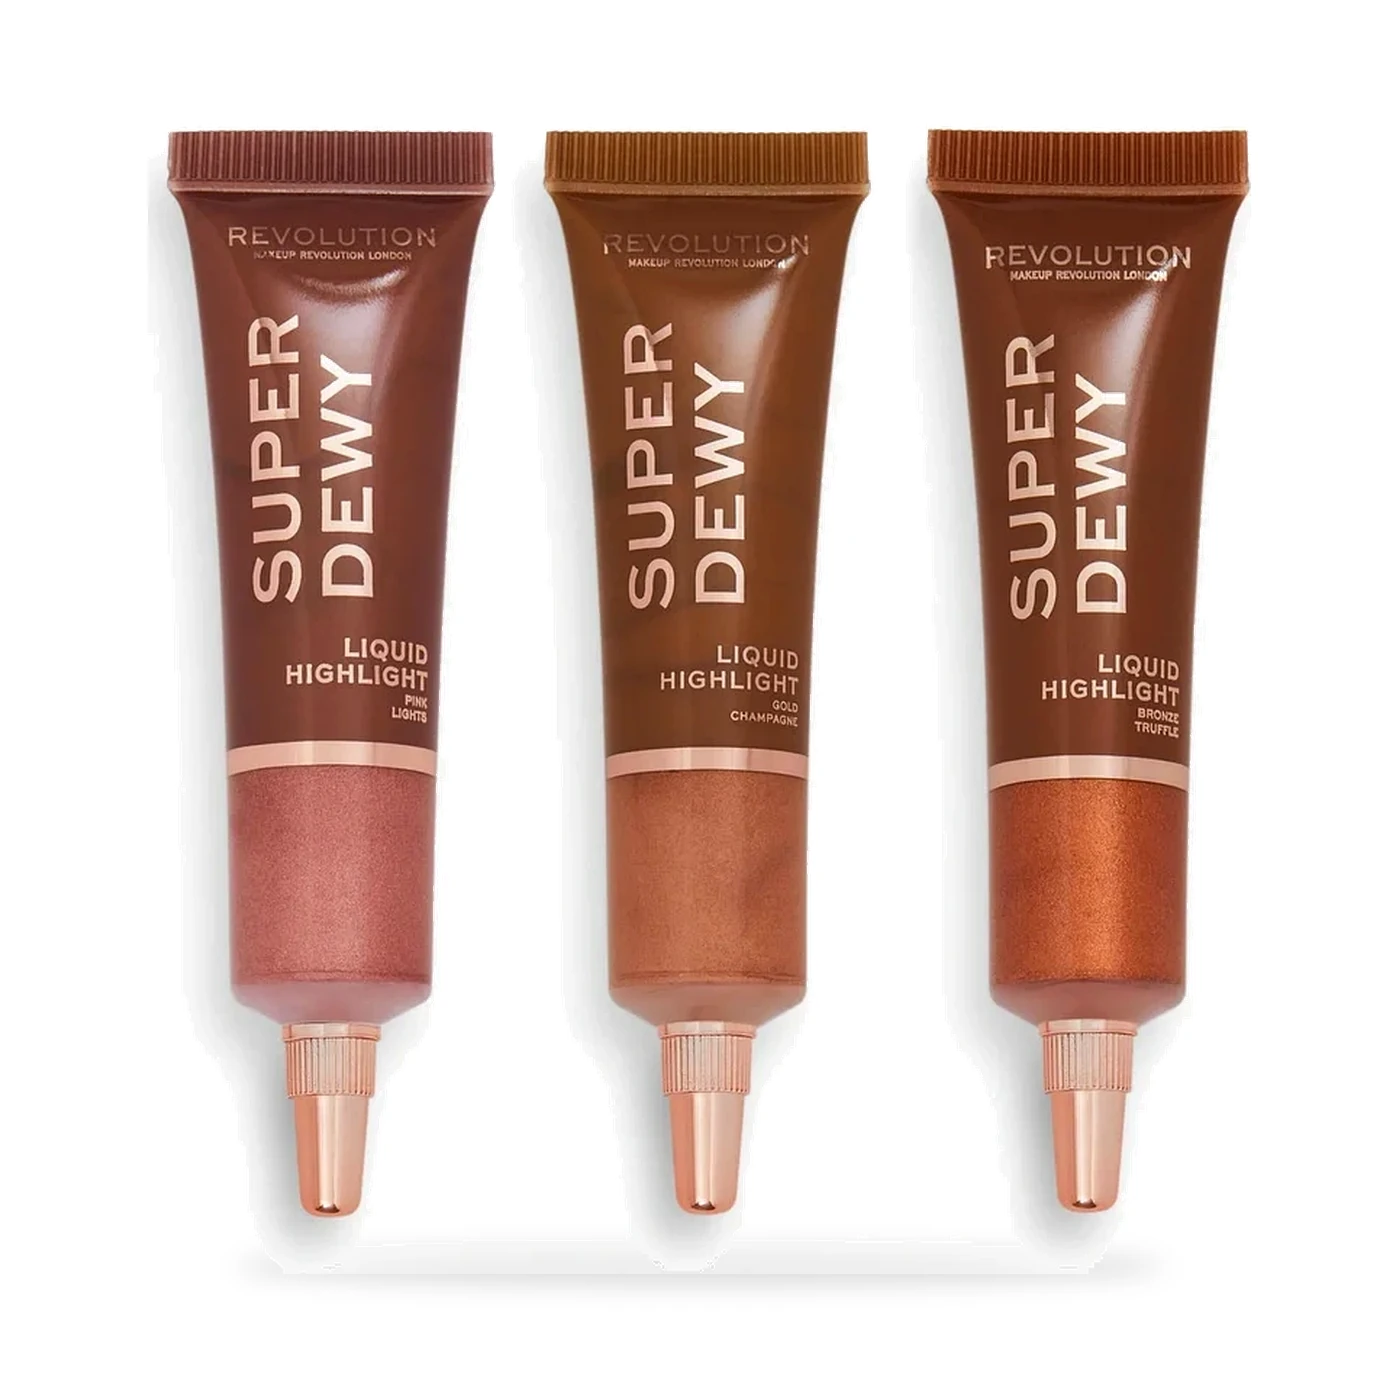 REVOLUTION
MAKEUP REVOLUTION LONDON
SUPER
DEWY
LIQUID
HIGHLIGHT
PINK
LIGHTS
REVOLUTION
MAKEUP REVOLUTION LONDON
SUPER
DEWY
LIQUID
HIGHLIGHT
GOLD
CHAMPAGNE
REVOLUTION
MAKEUP REVOLUTION LONDON
SUPER
DEWY
LIQUID
HIGHLIGHT
BRONZE
TRUFFLE